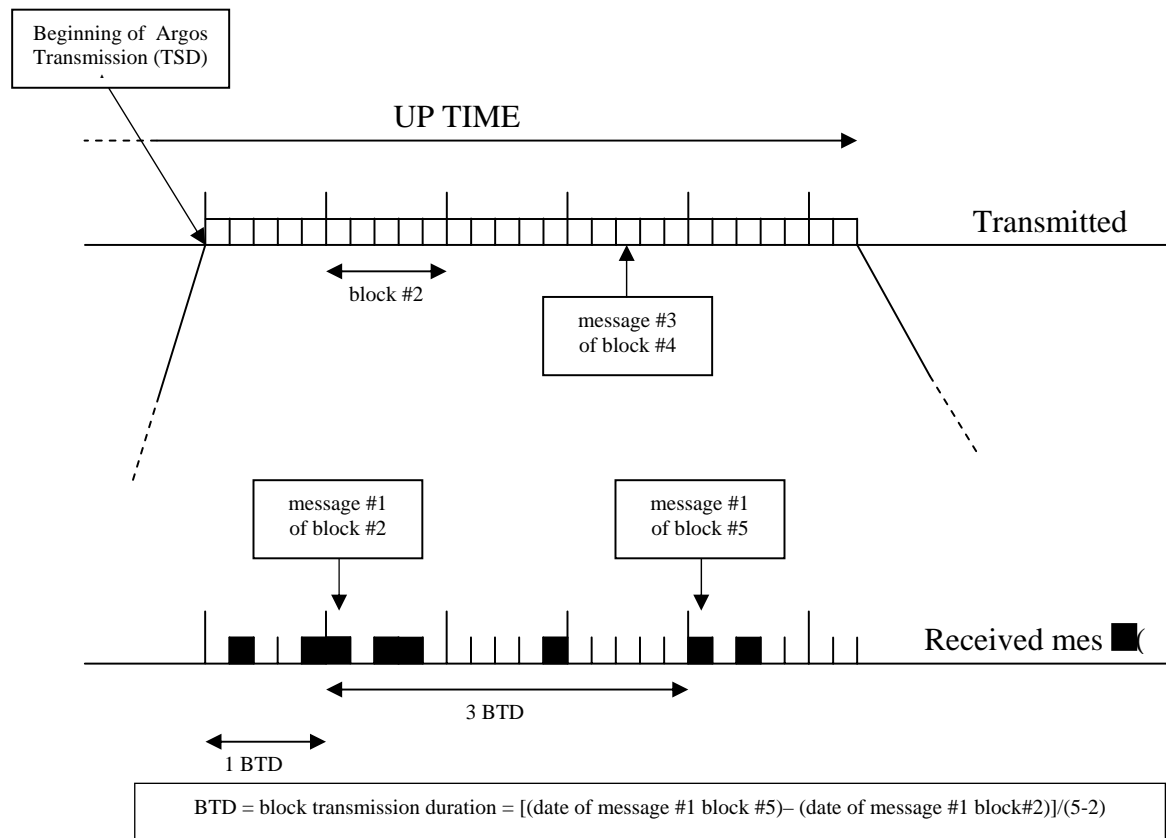 Beginning of Argos
Transmission (TSD)
UP TIME
Transmitted
block #2
message #3
of block #4
message #1
of block #2
message #1
of block #5
Received mes (
3 BTD
1 BTD
BTD = block transmission duration = [(date of message #1 block #5)– (date of message #1 block#2)]/(5-2)